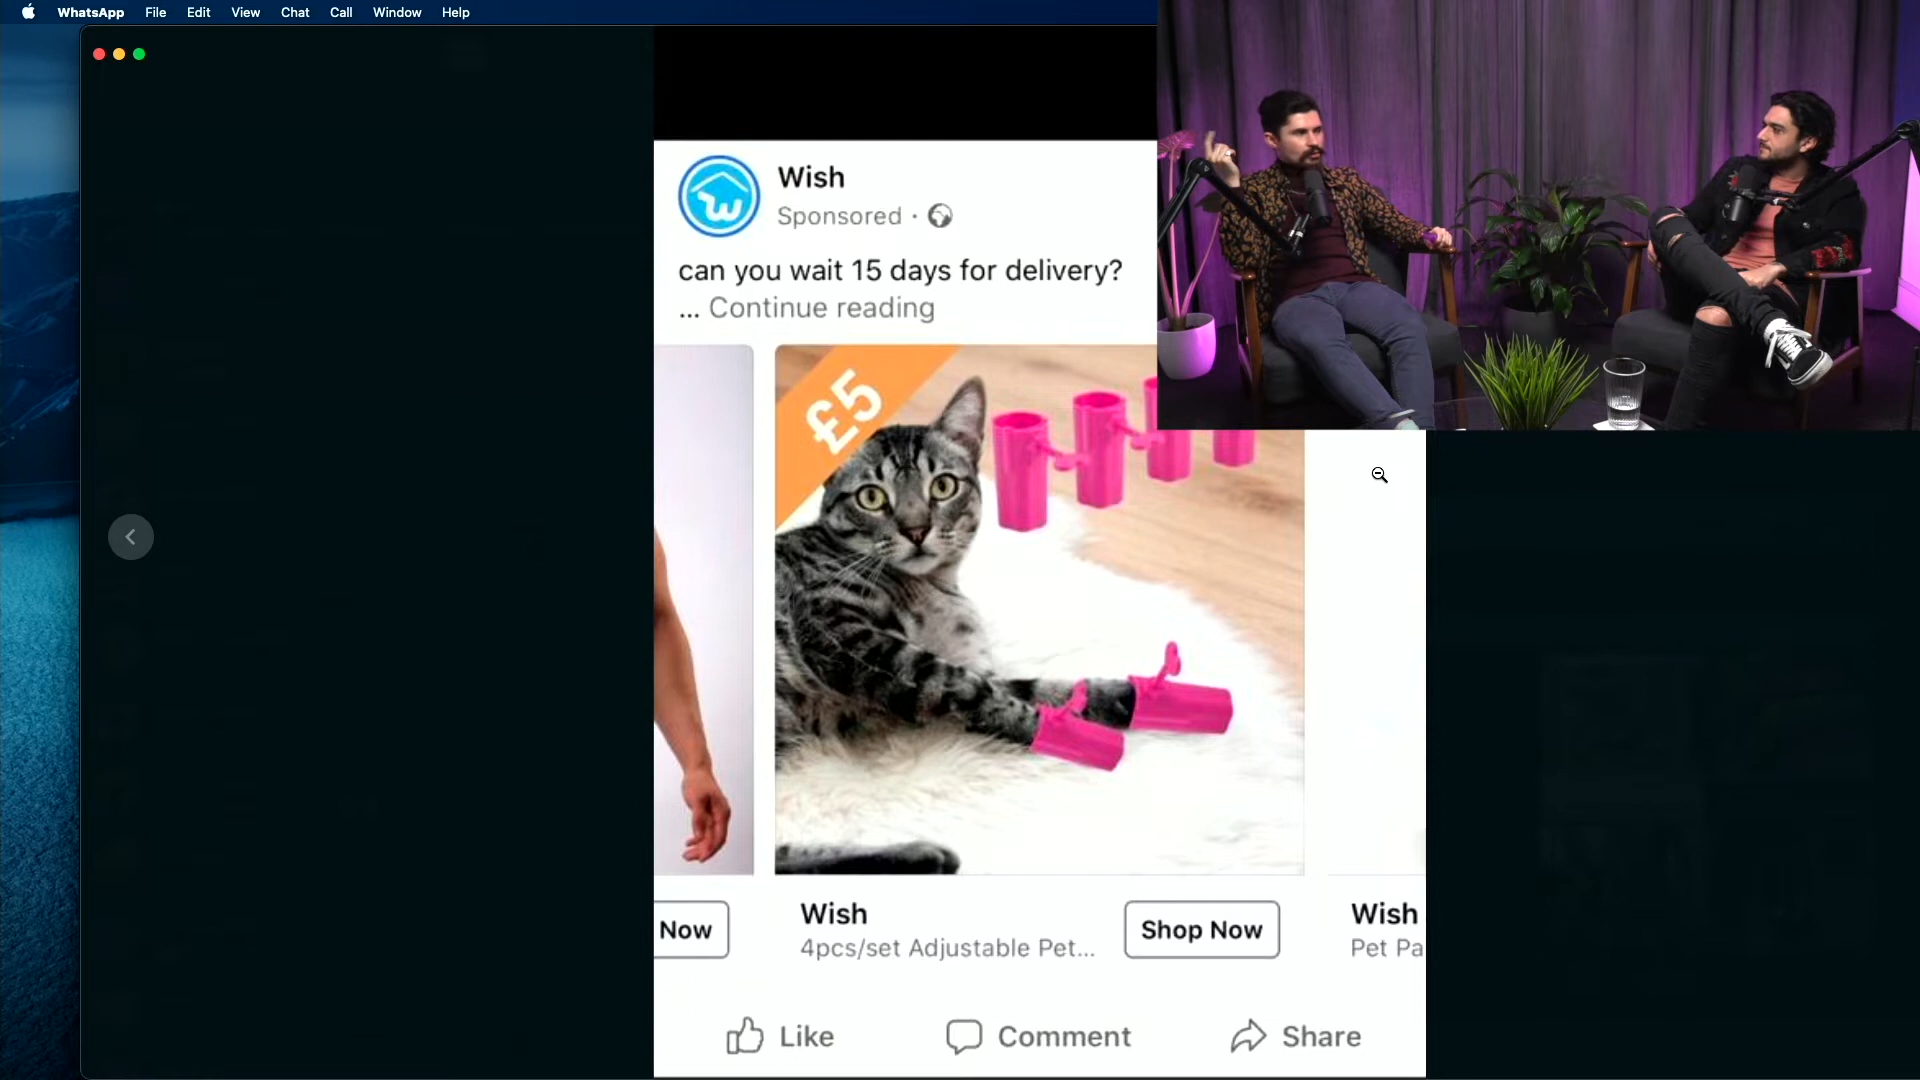 WhatsApp File Edit View Chat Call Window Help
Wish
Sponsored ·
can you wait 15 days for delivery?
... Continue reading
£5
Now
Wish
4pcs/set Adjustable Pet...
Shop Now
Wish
Pet Pa
Like Comment Share